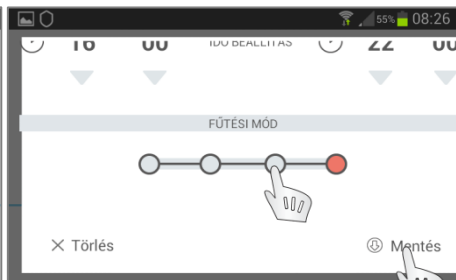 55% 08:26
16 00 IDŐ BEÁLLÍTÁS 22 00
FŰTÉSI MÓD
Törlés Mentés